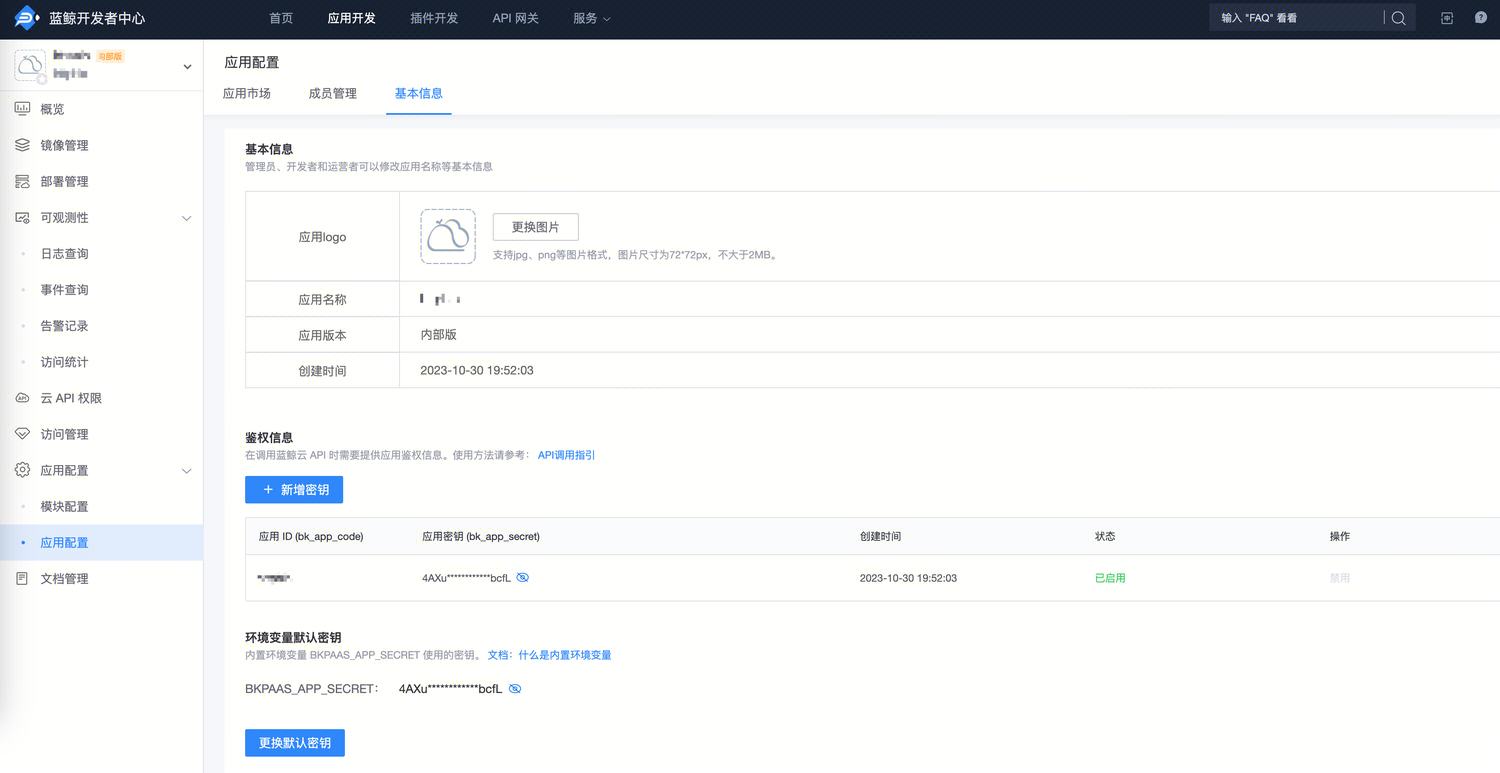 蓝鲸开发者中心
首页
应用开发
插件开发
API 网关
服务
输入 "FAQ" 看看
内部版
概览
镜像管理
部署管理
可观测性
日志查询
事件查询
告警记录
访问统计
云 API 权限
访问管理
应用配置
模块配置
应用配置
文档管理
应用配置
应用市场
成员管理
基本信息
基本信息
管理员、开发者和运营者可以修改应用名称等基本信息
应用logo
更换图片
支持jpg、png等图片格式，图片尺寸为72*72px，不大于2MB。
应用名称
应用版本
内部版
创建时间
2023-10-30 19:52:03
鉴权信息
在调用蓝鲸云 API 时需要提供应用鉴权信息。使用方法请参考： API调用指引
+ 新增密钥
应用 ID (bk_app_code)
应用密钥 (bk_app_secret)
创建时间
状态
操作
4AXu************bcfL
2023-10-30 19:52:03
已启用
禁用
环境变量默认密钥
内置环境变量 BKPAAS_APP_SECRET 使用的密钥。 文档：什么是内置环境变量
BKPAAS_APP_SECRET： 4AXu************bcfL
更换默认密钥